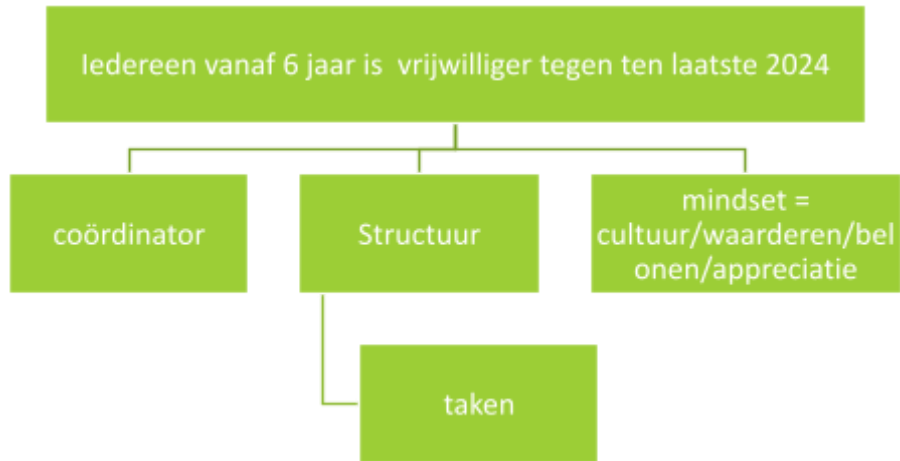 Iedereen vanaf 6 jaar is  vrijwilliger tegen ten laatste 2024
coördinator
Structuur
mindset =
cultuur/waarderen/bel
onen/appreciatie
taken